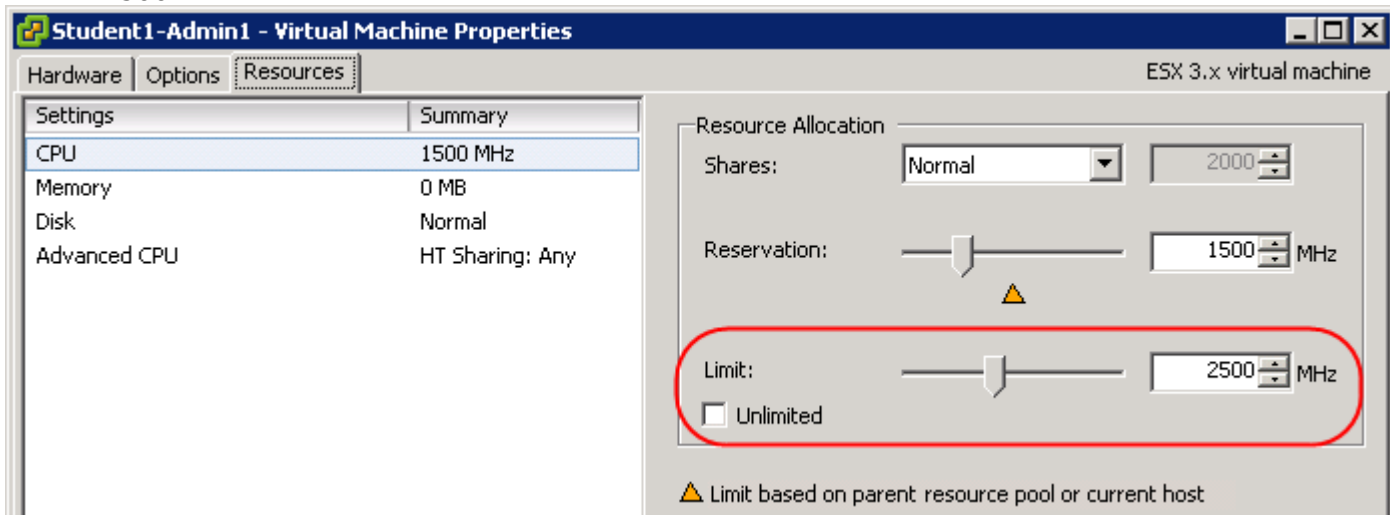 Student1-Admin1 - Virtual Machine Properties
Hardware Options Resources ESX 3.x virtual machine
Settings Summary
CPU 1500 MHz
Memory 0 MB
Disk Normal
Advanced CPU HT Sharing: Any
Resource Allocation
Shares: Normal 2000
Reservation: 1500 MHz
Limit: 2500 MHz
Unlimited
Limit based on parent resource pool or current host